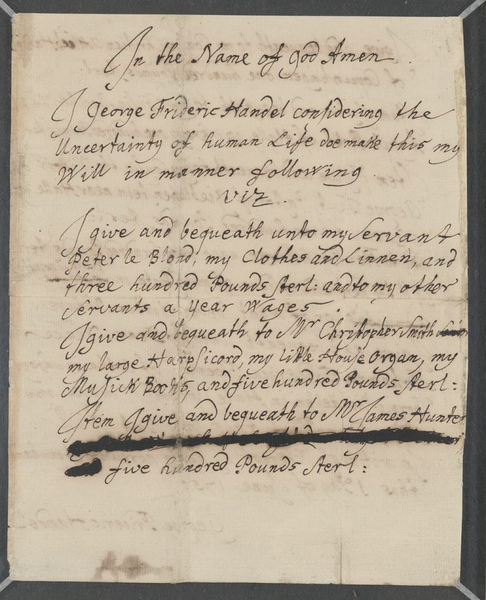 In the Name of God Amen.
I George Frideric Handel considering the
Uncertainty of human Life doe make this my
Will in manner following
viz.
I give and bequeath unto my Servant
Peter le Blond, my Clothes and Linnen, and
three hundred Pounds sterl: and to my other
servants a year Wages.
I give and bequeath to Mr Christopher Smith
my large Harpsicord, my little House Organ, my
Musick Books, and five hundred Pounds sterl:
Item I give and bequeath to Mr James Hunter
five hundred Pounds sterl: